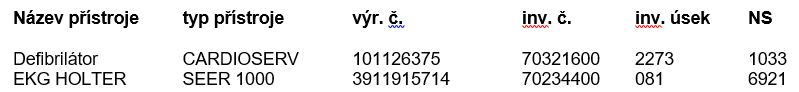 Název přístroje typ přístroje výr. č. inv. č. inv. úsek NS
Defibrilátor CARDIOSERV 101126375 70321600 2273 1033
EKG HOLTER SEER 1000 3911915714 70234400 081 6921